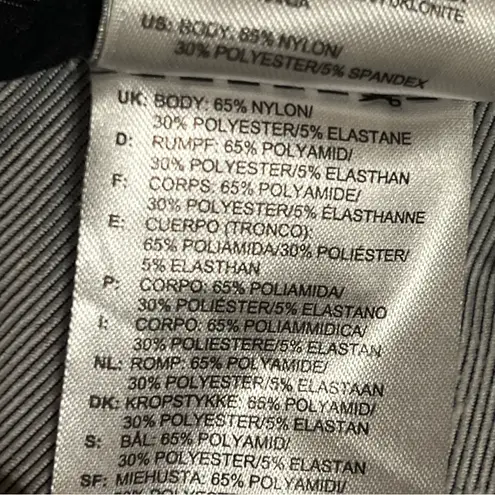 US: BODY: 65% NYLON/
30% POLYESTER/5% SPANDEX
UK: BODY: 65% NYLON/
30% POLYESTER/5% ELASTANE
D: RUMPF: 65% POLYAMID/
30% POLYESTER/5% ELASTHAN
F: CORPS: 65% POLYAMIDE/
30% POLYESTER/5% ÉLASTHANNE
E: CUERPO (TRONCO):
65% POLIAMIDA/30% POLIÉSTER/
5% ELASTHAN
P: CORPO: 65% POLIAMIDA/
30% POLIÉSTER/5% ELASTANO
I: CORPO: 65% POLIAMMIDICA/
30% POLIESTERE/5% ELASTAN
NL: ROMP: 65% POLYAMIDE/
30% POLYESTER/5% ELASTAAN
DK: KROPSTYKKE: 65% POLYAMID/
30% POLYESTER/5% ELASTAN
S: BÅL: 65% POLYAMID/
30% POLYESTER/5% ELASTAN
SF: MIEHUSTA: 65% POLYAMIDI/